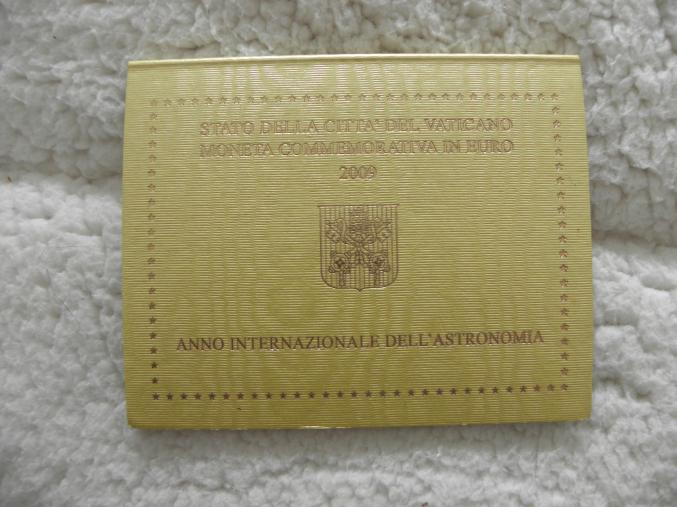 STATO DELLA CITTA' DEL VATICANO
MONETA COMMEMORATIVA IN EURO
2009
ANNO INTERNAZIONALE DELL'ASTRONOMIA